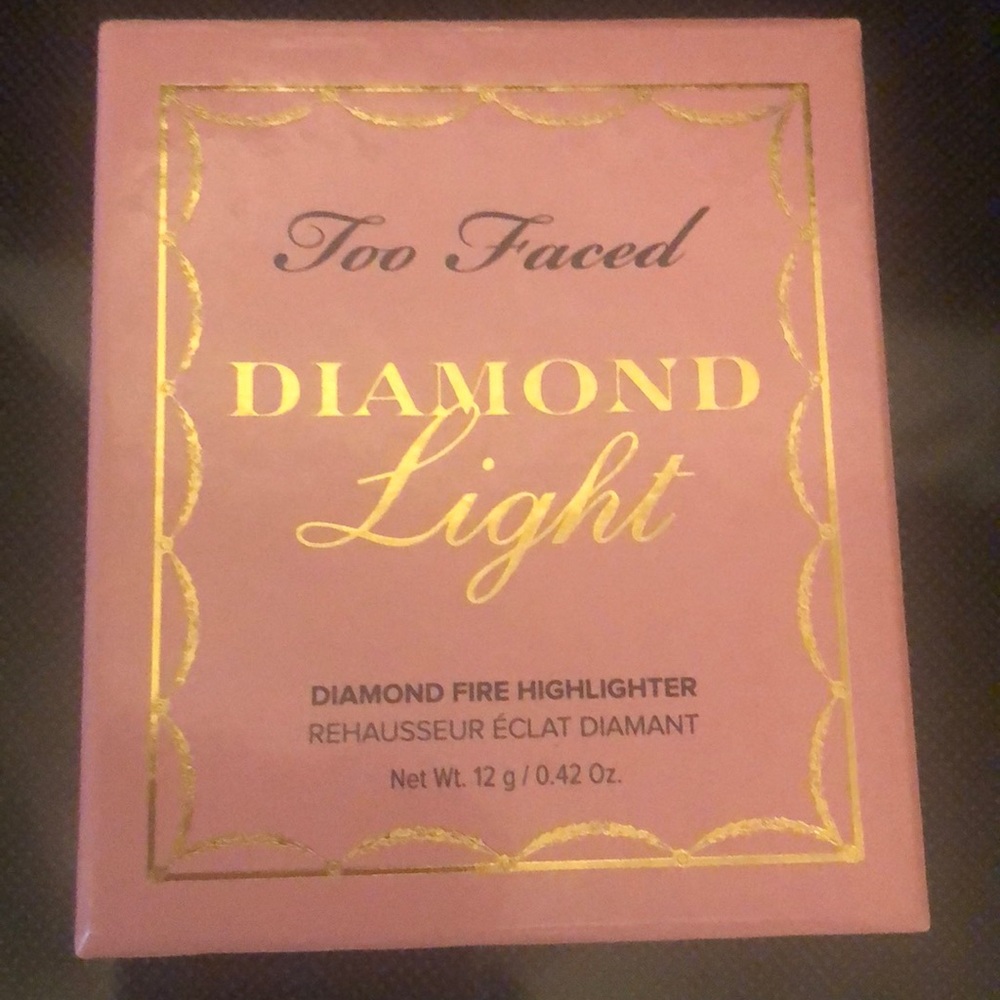 Too Faced
DIAMOND
Light
DIAMOND FIRE HIGHLIGHTER
REHAUSSEUR ÉCLAT DIAMANT
Net Wt. 12 g / 0.42 Oz.